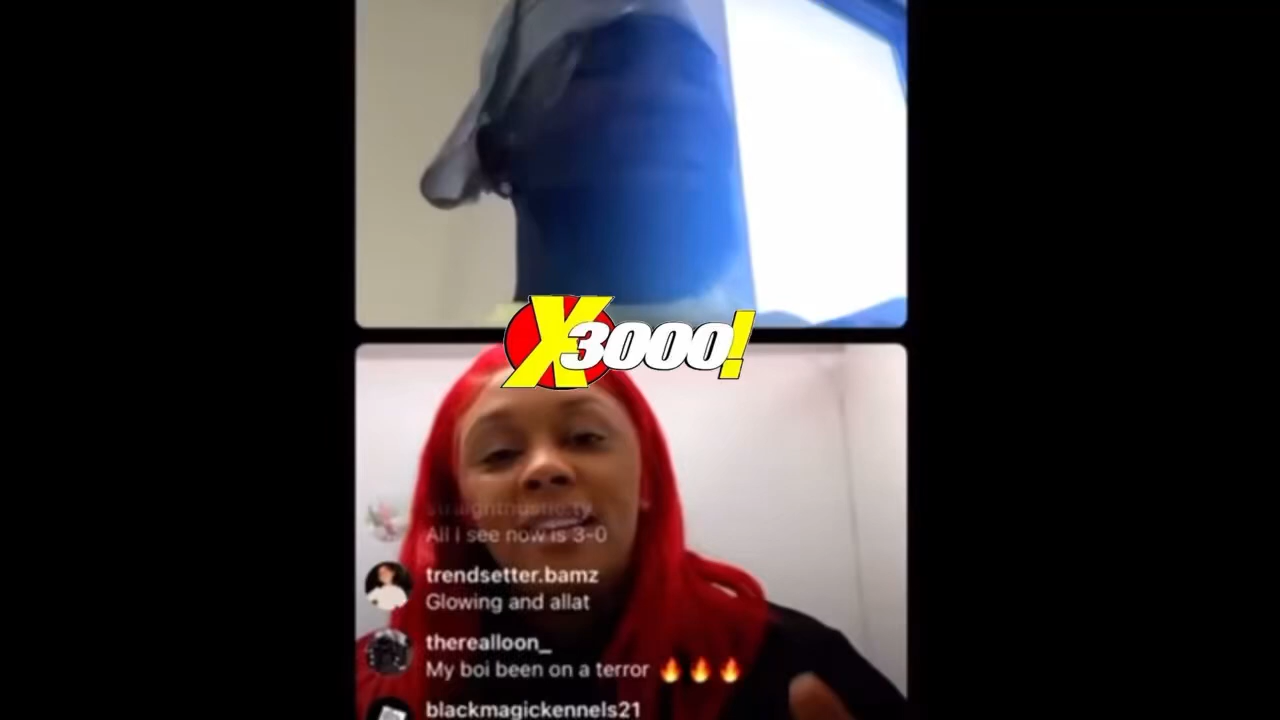 X3000!
All I see now is 3-0
trendsetter.bamz
Glowing and allat
therealloon_
My boi been on a terror 🔥🔥🔥
blackmagickennels21